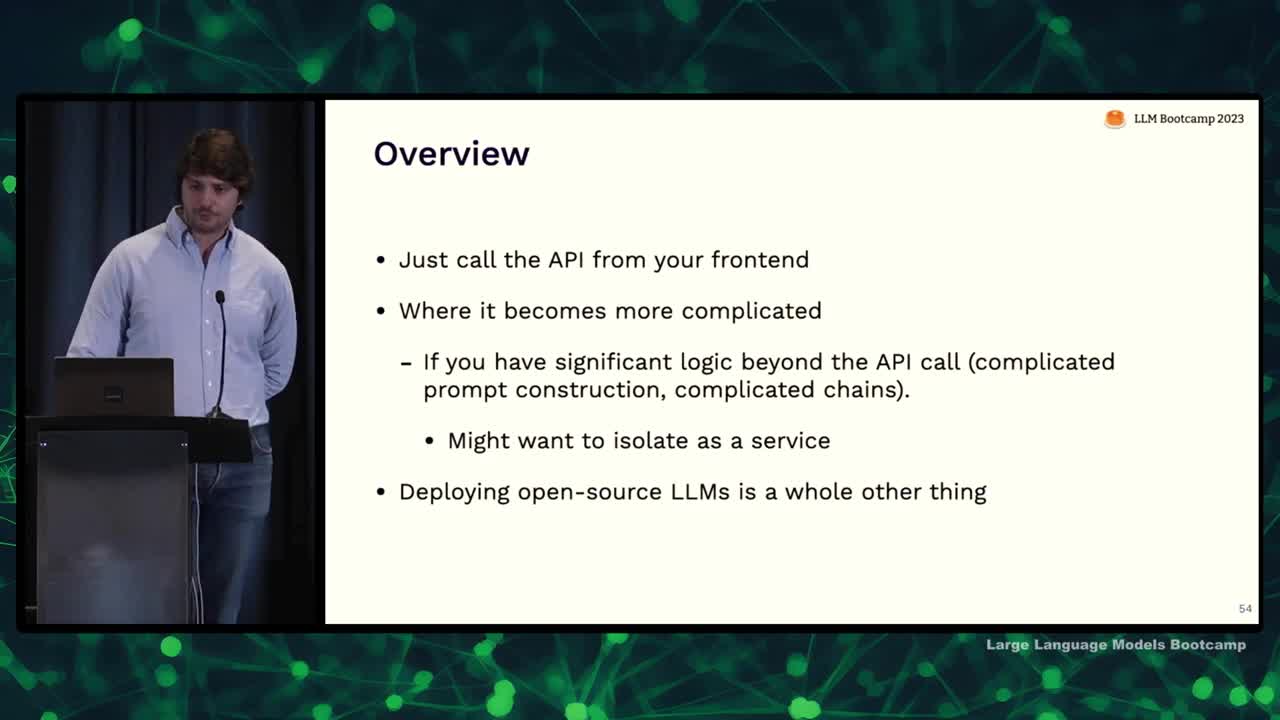 LLM Bootcamp 2023
Overview
• Just call the API from your frontend
• Where it becomes more complicated
– If you have significant logic beyond the API call (complicated
prompt construction, complicated chains).
• Might want to isolate as a service
• Deploying open-source LLMs is a whole other thing
54
Large Language Models Bootcamp